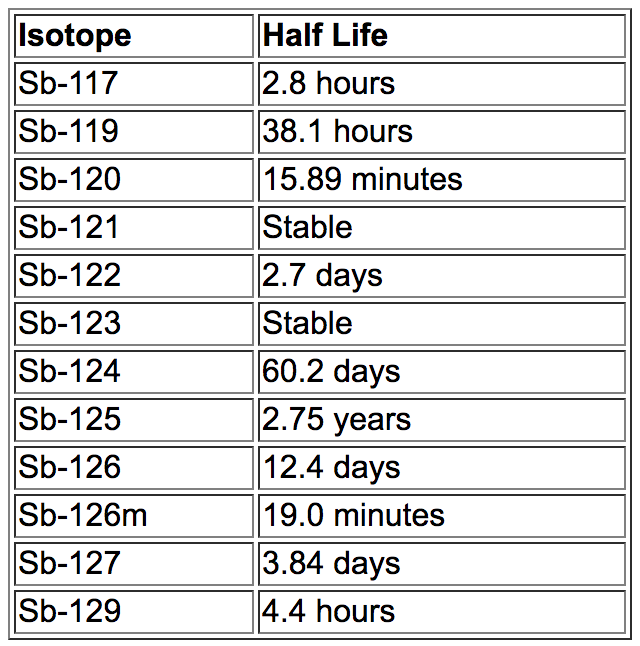 Isotope Half Life
Sb-117 2.8 hours
Sb-119 38.1 hours
Sb-120 15.89 minutes
Sb-121 Stable
Sb-122 2.7 days
Sb-123 Stable
Sb-124 60.2 days
Sb-125 2.75 years
Sb-126 12.4 days
Sb-126m 19.0 minutes
Sb-127 3.84 days
Sb-129 4.4 hours